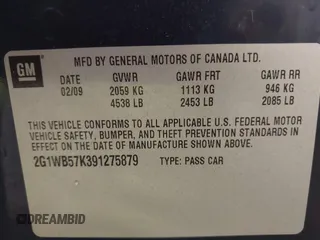 GM
MFD BY GENERAL MOTORS OF CANADA LTD.
DATE GVWR GAWR FRT GAWR RR
02/09 2059 KG 1113 KG 946 KG
4538 LB 2453 LB 2085 LB
THIS VEHICLE CONFORMS TO ALL APPLICABLE U.S. FEDERAL MOTOR
VEHICLE SAFETY, BUMPER, AND THEFT PREVENTION STANDARDS IN
EFFECT ON THE DATE OF MANUFACTURE SHOWN ABOVE.
2G1WB57K391275879 TYPE: PASS CAR
DREAMBID